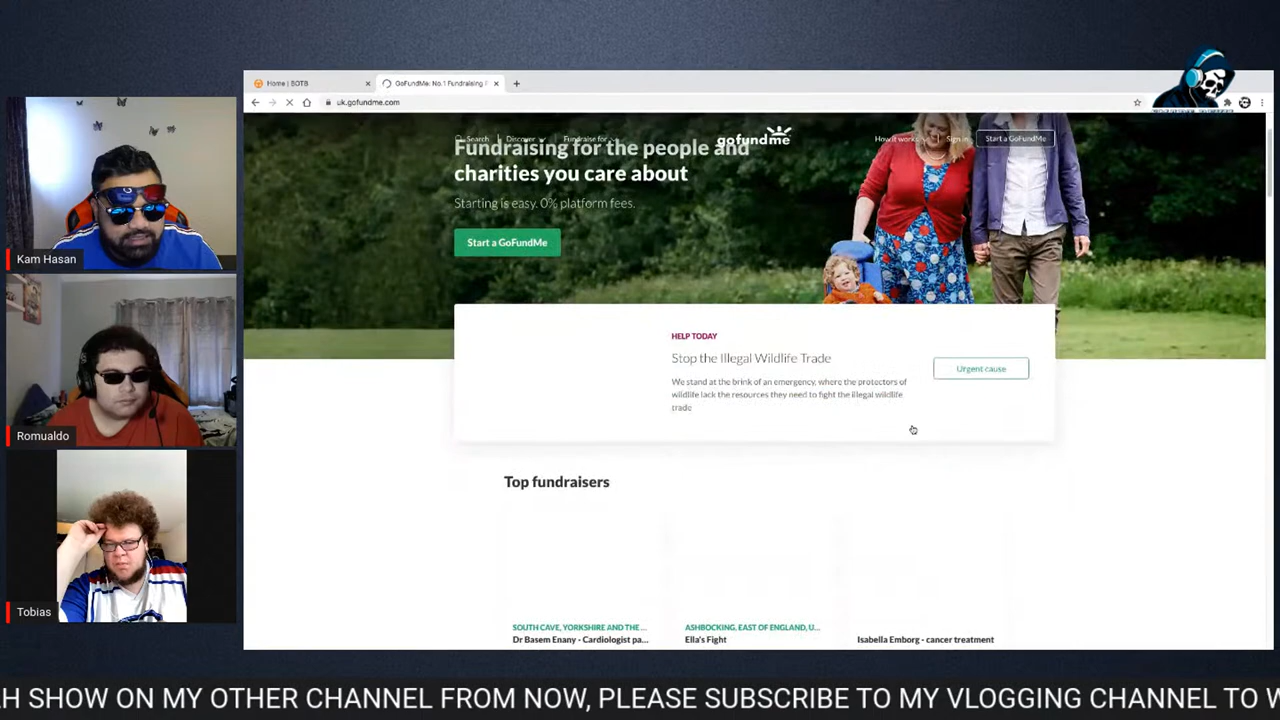 Home | BOTB
GoFundMe: No.1 Fundraising F
uk.gofundme.com
Search
Discover
Fundraise for
gofundme
How it works
Sign in
Start a GoFundMe
Fundraising for the people and
charities you care about
Starting is easy. 0% platform fees.
Start a GoFundMe
HELP TODAY
Stop the Illegal Wildlife Trade
We stand at the brink of an emergency, where the protectors of
wildlife lack the resources they need to fight the illegal wildlife
trade
Urgent cause
Top fundraisers
SOUTH CAVE, YORKSHIRE AND THE ...
Dr Basem Enany - Cardiologist pa...
ASHBOCKING, EAST OF ENGLAND, U...
Ella's Fight
Isabella Emborg - cancer treatment
Kam Hasan
Romualdo
Tobias
H SHOW ON MY OTHER CHANNEL FROM NOW, PLEASE SUBSCRIBE TO MY VLOGGING CHANNEL TO W